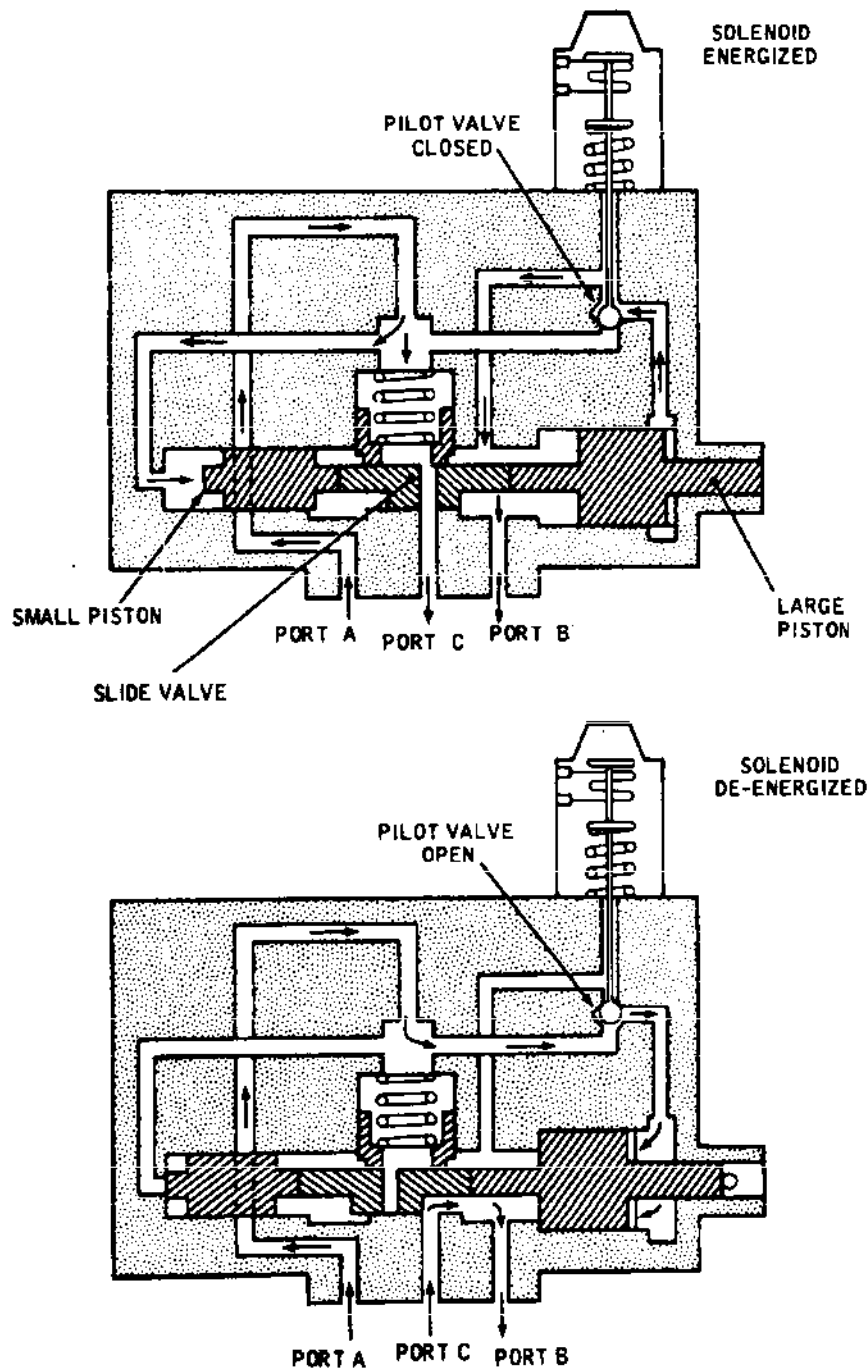 SOLENOID
ENERGIZED
PILOT VALVE
CLOSED
SMALL PISTON
PORT A
PORT C
PORT B
LARGE
PISTON
SLIDE VALVE
SOLENOID
DE-ENERGIZED
PILOT VALVE
OPEN
PORT A
PORT C
PORT B